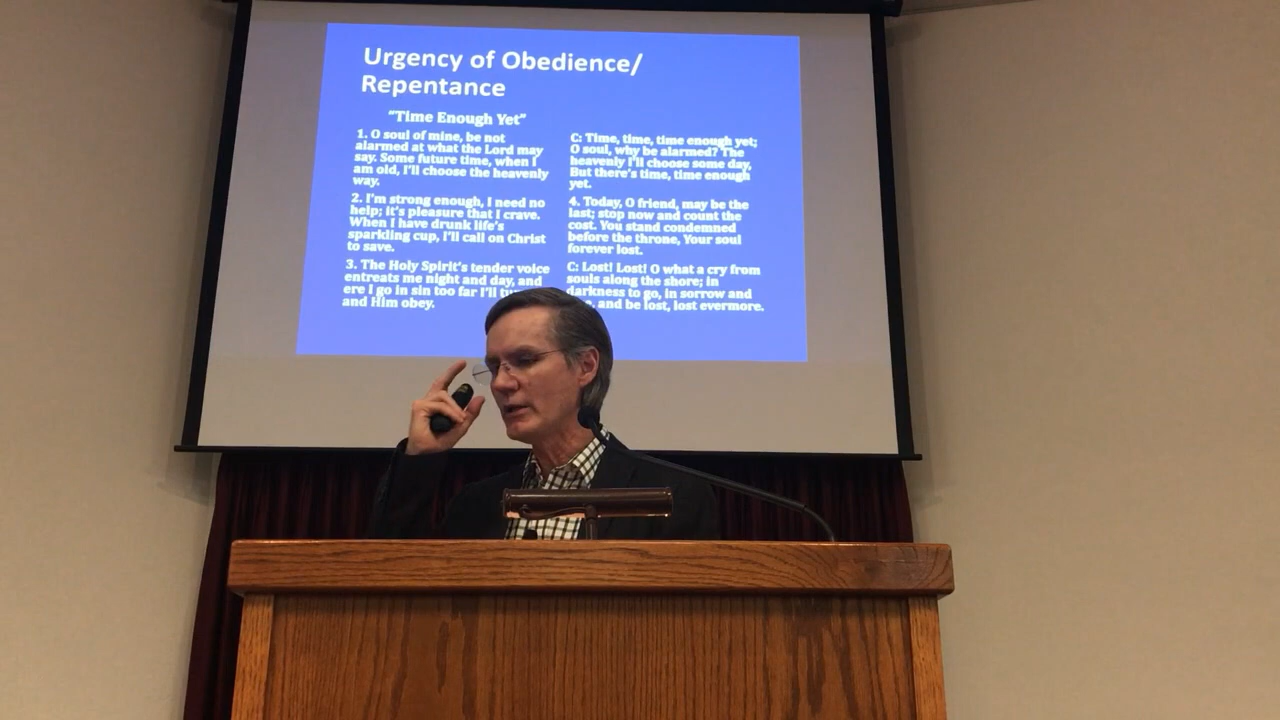 Urgency of Obedience/
Repentance
“Time Enough Yet”
1. O soul of mine, be not
alarmed at what the Lord may
say. Some future time, when I
am old, I’ll choose the heavenly
way.
2. I’m strong enough, I need no
help; it’s pleasure that I crave.
When I have drunk life’s
sparkling cup, I’ll call on Christ
to save.
3. The Holy Spirit’s tender voice
entreats me night and day, and
ere I go in sin too far I’ll
and Him obey.
C: Time, time, time enough yet;
O soul, why be alarmed? The
heavenly I’ll choose some day,
But there’s time, time enough
yet.
4. Today, O friend, may be the
last; stop now and count the
cost. You stand condemned
before the throne, Your soul
forever lost.
C: Lost! Lost! O what a cry from
souls along the shore; in
darkness to go, in sorrow and
and be lost, lost evermore.